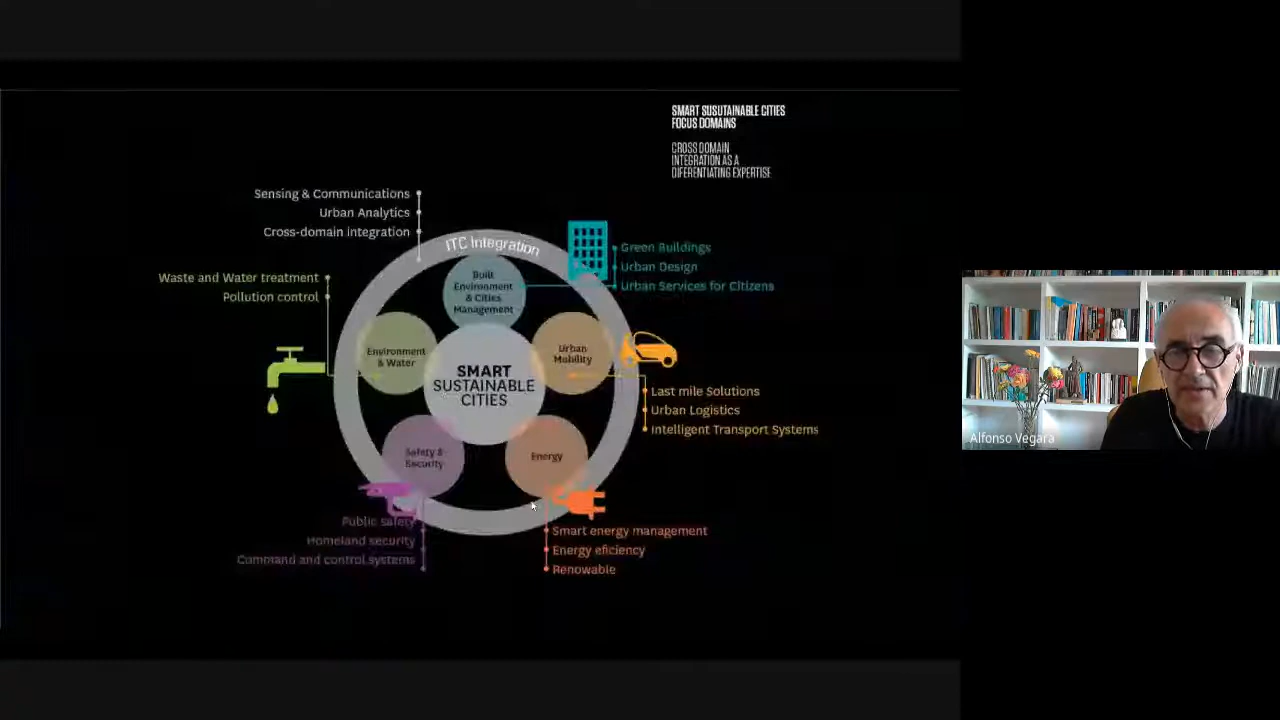 SMART SUSUTAINABLE CITIES
FOCUS DOMAINS
CROSS DOMAIN
INTEGRATION AS A
DIFERENTIATING EXPERTISE
Sensing & Communications
Urban Analytics
Cross-domain integration
ITC Integration
Green Buildings
Urban Design
Urban Services for Citizens
Waste and Water treatment
Pollution control
Built
Environment
& Cities
Management
Environment
& Water
Urban
Mobility
SMART
SUSTAINABLE
CITIES
Last mile Solutions
Urban Logistics
Intelligent Transport Systems
Safety &
Security
Energy
Public safety
Homeland security
Command and control systems
Smart energy management
Energy eficiency
Renowable
Alfonso Vegara